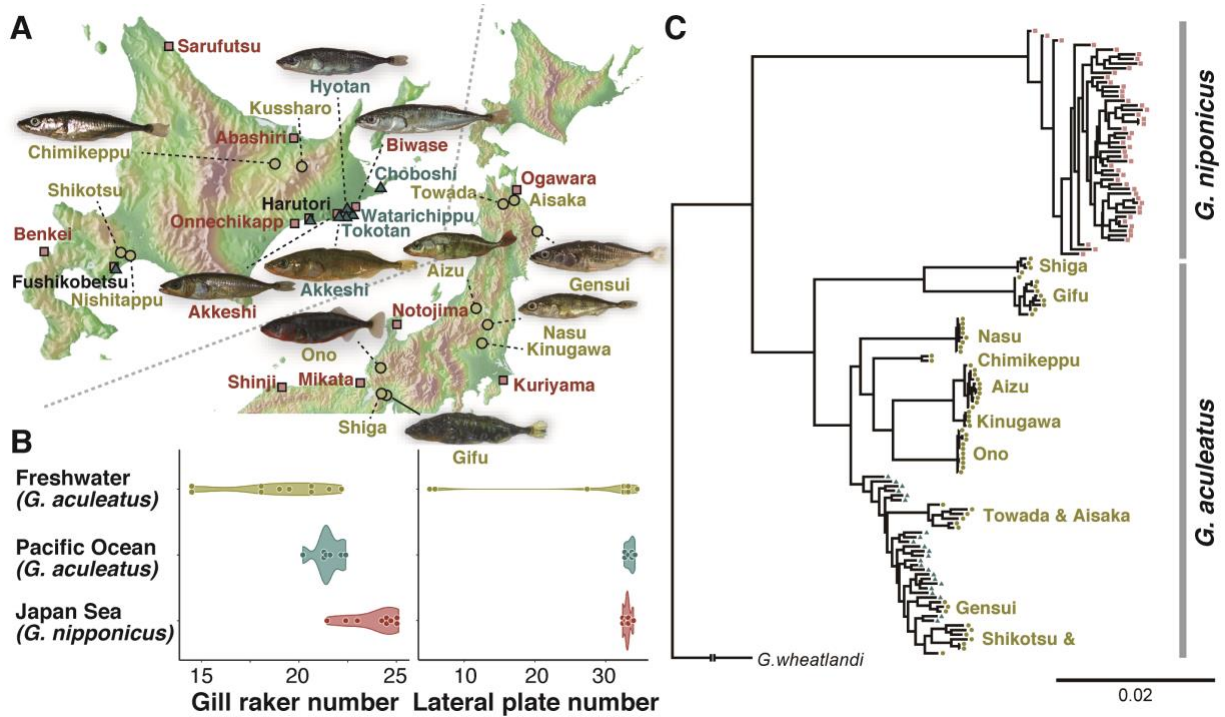 A
Sarufutsu
Hyotan
Kussharo
Abashiri
Biwase
Chimikeppu
Choboshi
Shikotsu
Harutori
Towada
Ogawara
Aisaka
Onnechikapp
Watarichippu
Tokotan
Benkei
Fushikobetsu
Nishitappu
Akkeshi
Akkeshi
Aizu
Gensui
Notojima
Nasu
Kinugawa
Ono
Shinji
Mikata
Kuriyama
Shiga
Gifu
B
Freshwater
(G. aculeatus)
Pacific Ocean
(G. aculeatus)
Japan Sea
(G. nipponicus)
15 20 25
Gill raker number
10 20 30
Lateral plate number
C
G. niponicus
Shiga
Gifu
Nasu
Chimikeppu
Aizu
Kinugawa
Ono
Towada & Aisaka
Gensui
Shikotsu &
G. aculeatus
G.wheatlandi
0.02